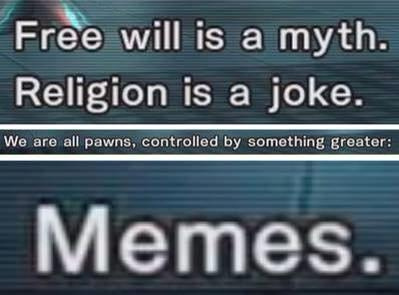 Free will is a myth.
Religion is a joke.
We are all pawns, controlled by something greater:
Memes.